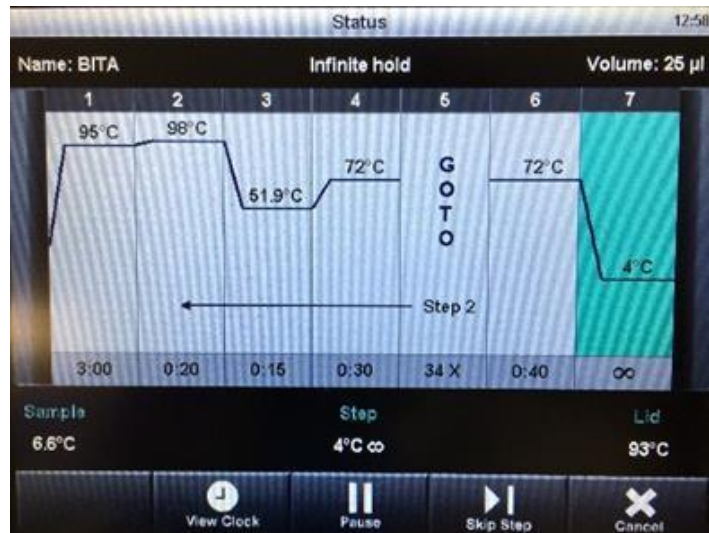 Status 12:58
Name: BITA Infinite hold Volume: 25 µl
1 2 3 4 5 6 7
95°C 98°C 51.9°C 72°C GOTO 72°C 4°C
Step 2
3:00 0:20 0:15 0:30 34 X 0:40 ∞
Sample Step Lid
6.6°C 4°C ∞ 93°C
View Clock Pause Skip Step Cancel